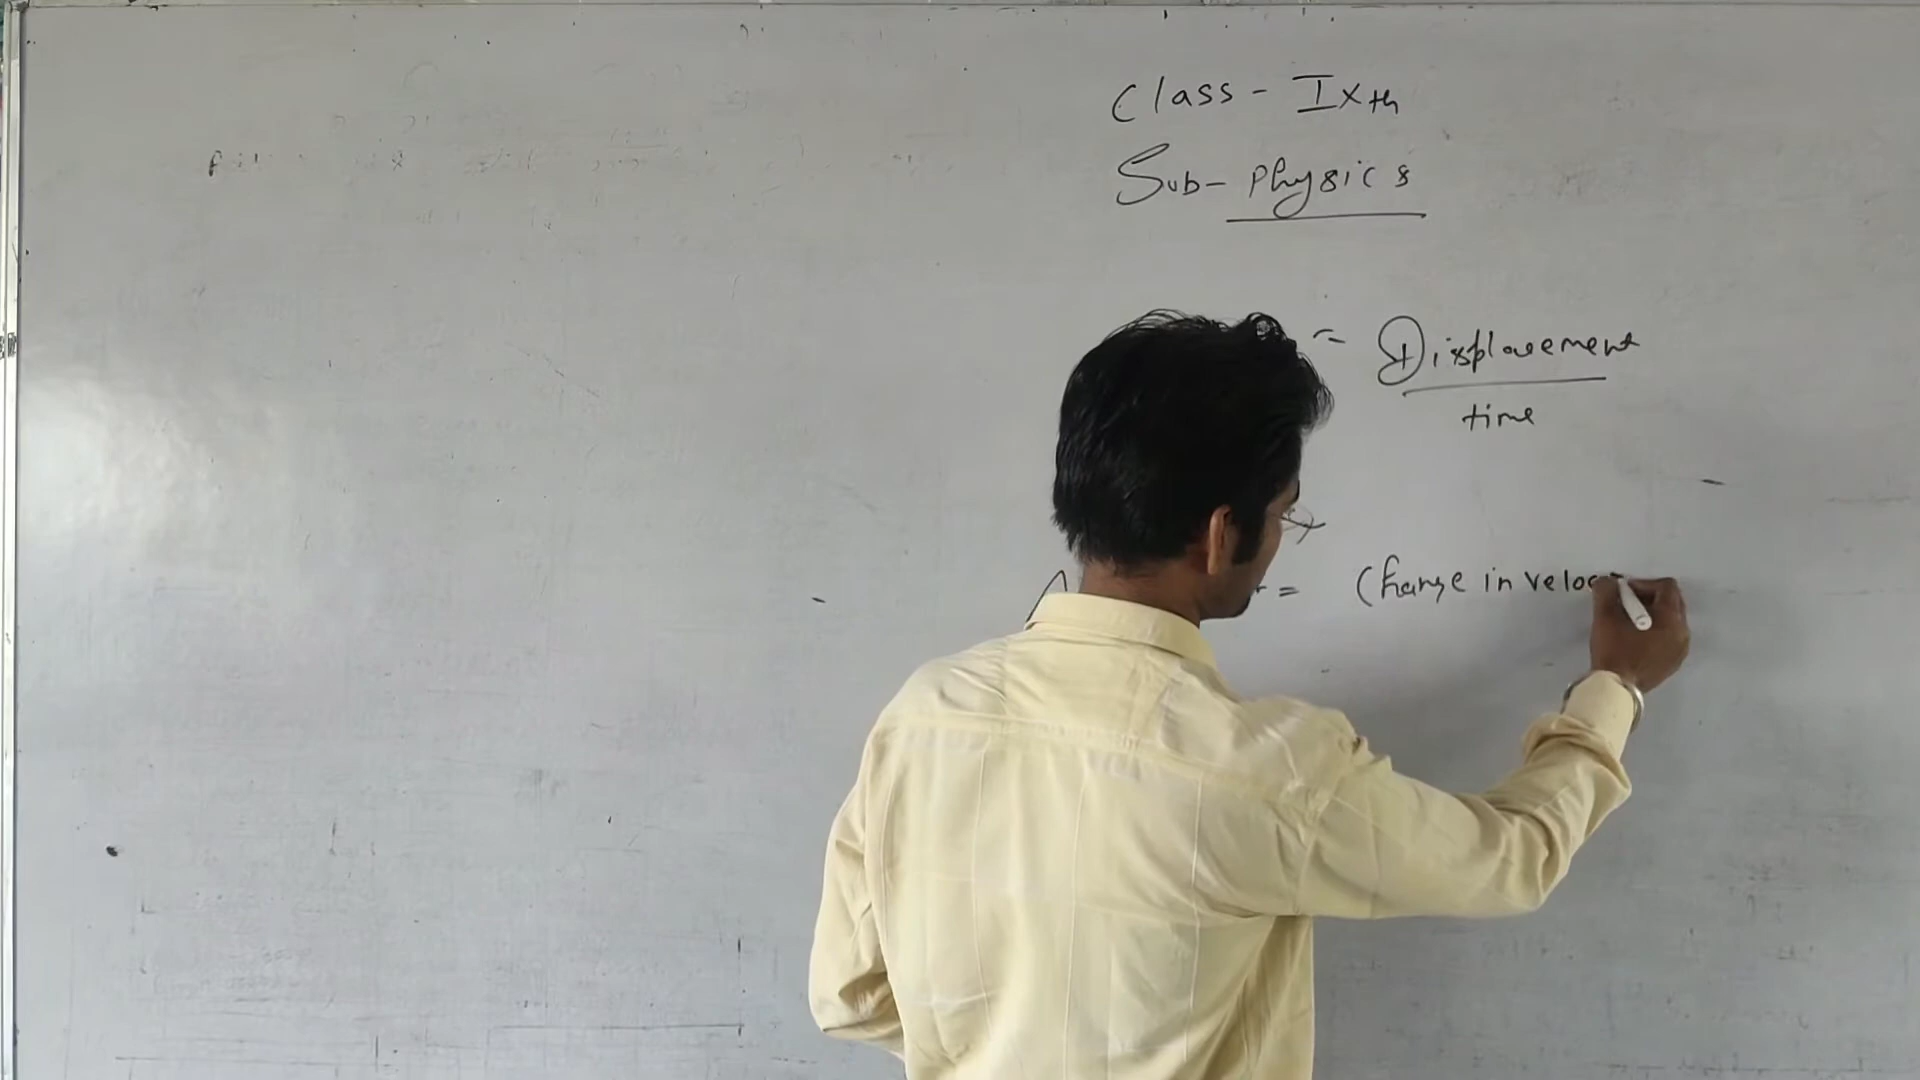 Class - IXth
Sub - Physics
= Displacement
time
= Change in veloc